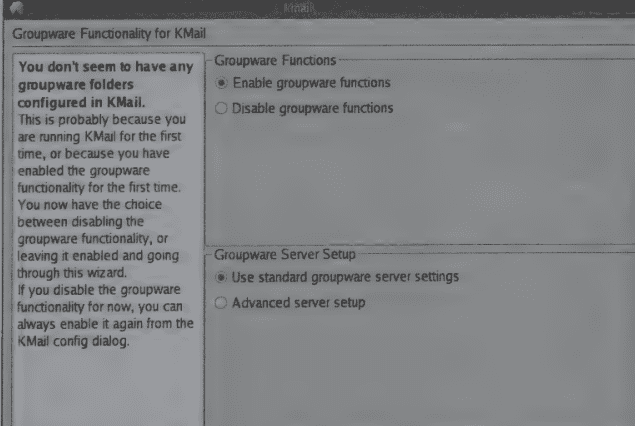 KMail
Groupware Functionality for KMail
You don't seem to have any
groupware folders
configured in KMail.
This is probably because you
are running KMail for the first
time, or because you have
enabled the groupware
functionality for the first time.
You now have the choice
between disabling the
groupware functionality, or
leaving it enabled and going
through this wizard.
If you disable the groupware
functionality for now, you can
always enable it again from the
KMail config dialog.
Groupware Functions
Enable groupware functions
Disable groupware functions
Groupware Server Setup
Use standard groupware server settings
Advanced server setup